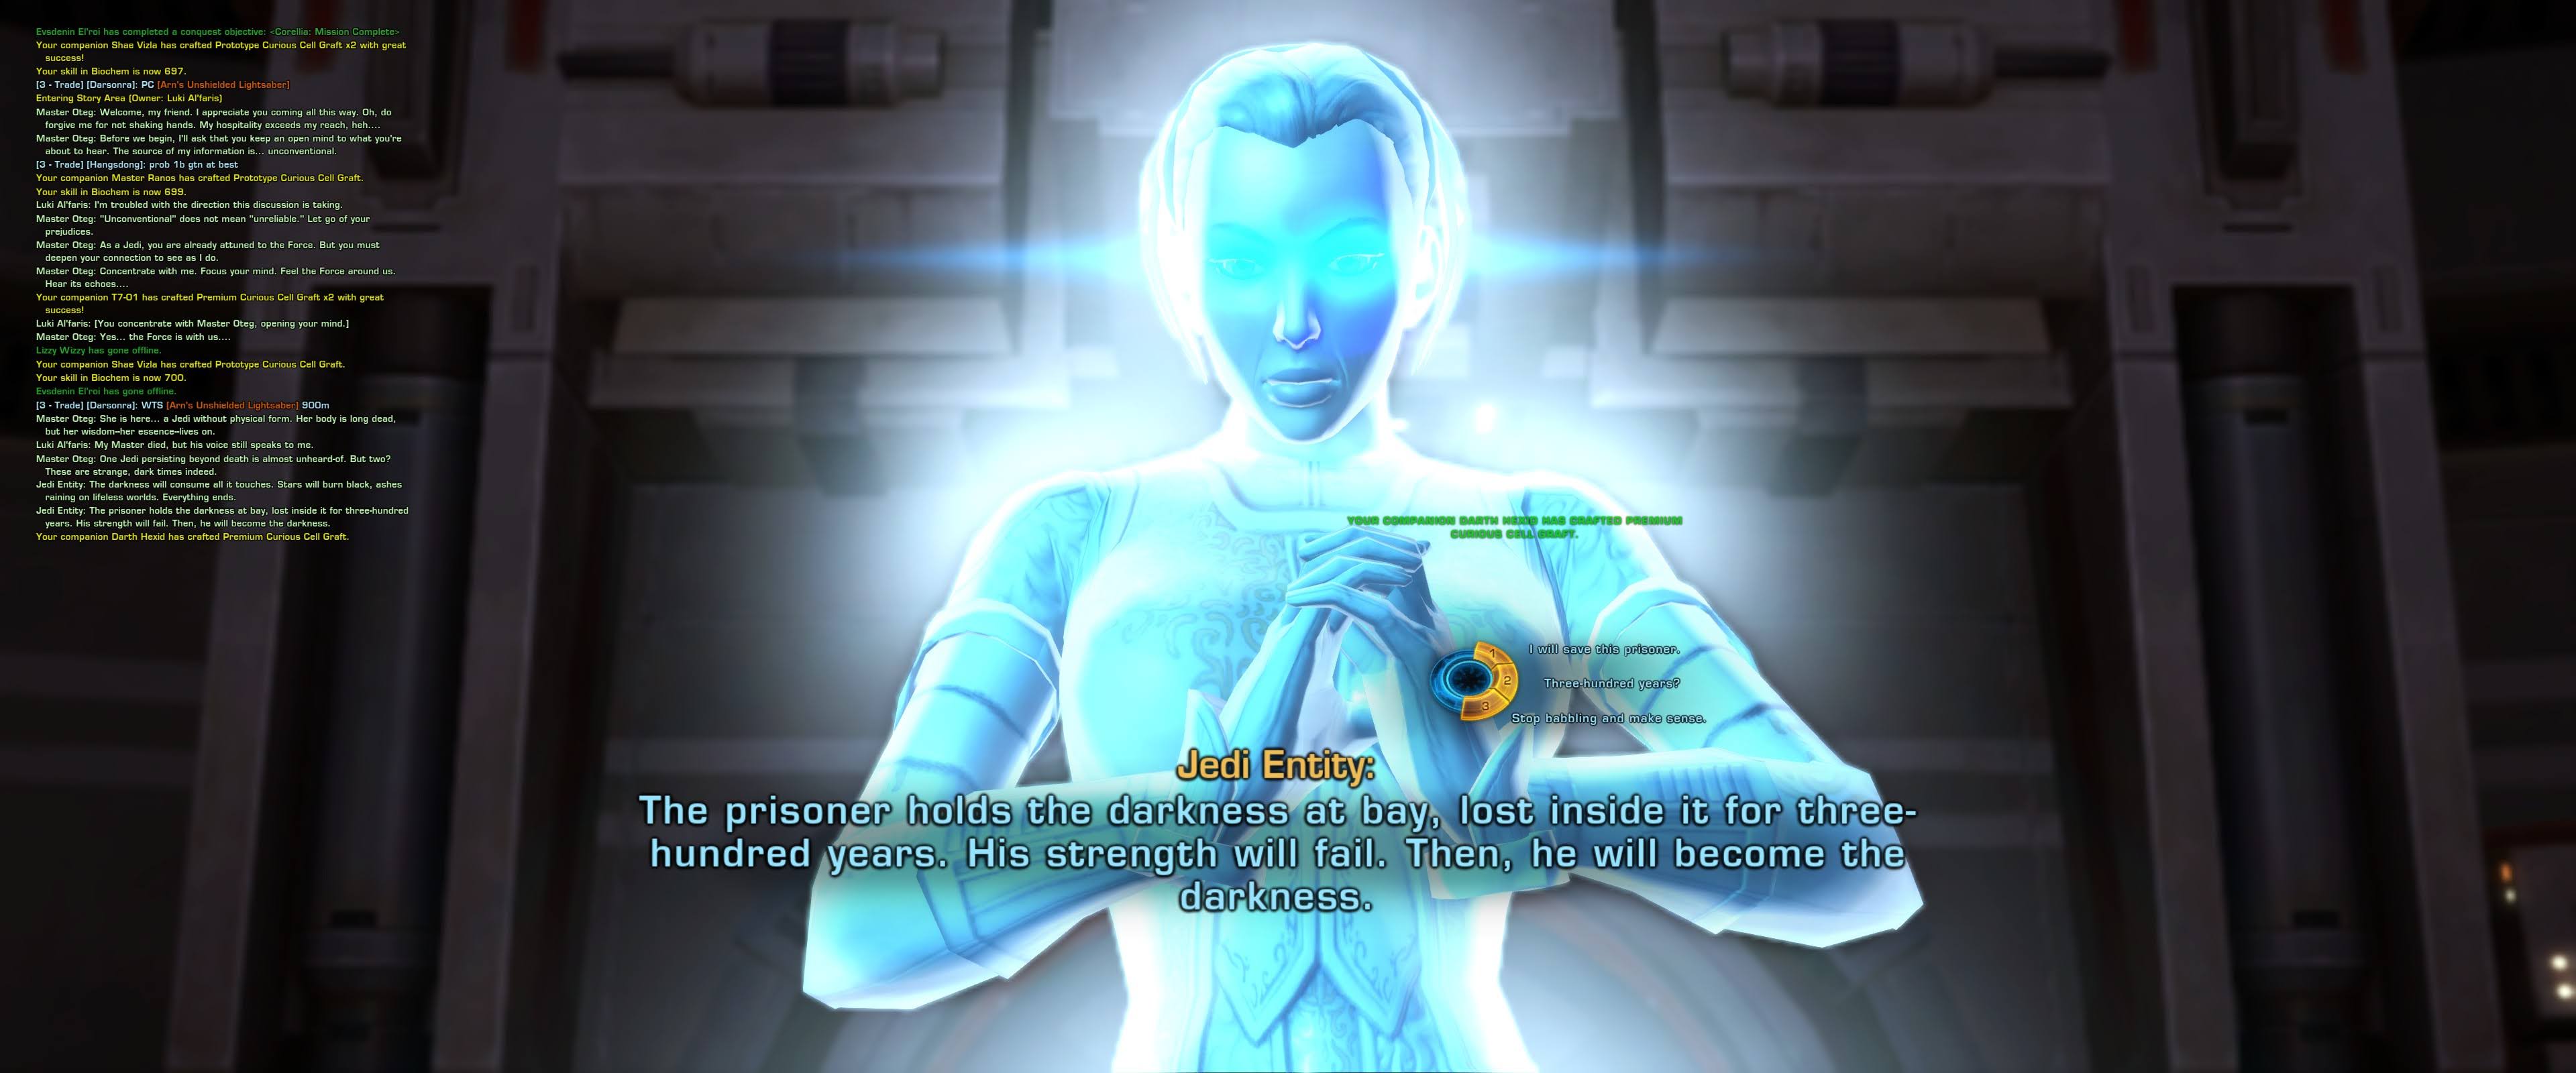 Evsdenin El'roi has completed a conquest objective: <Corellia: Mission Complete>
Your companion Shae Vizla has crafted Prototype Curious Cell Graft x2 with great
success!
Your skill in Biochem is now 697.
[3 - Trade] [Darsonra]: PC [Arn's Unshielded Lightsaber]
Entering Story Area (Owner: Luki Al'faris)
Master Oteg: Welcome, my friend. I appreciate you coming all this way. Oh, do
forgive me for not shaking hands. My hospitality exceeds my reach, heh....
Master Oteg: Before we begin, I'll ask that you keep an open mind to what you're
about to hear. The source of my information is... unconventional.
[3 - Trade] [Hangsdong]: prob 1b gtn at best
Your companion Master Ranos has crafted Prototype Curious Cell Graft.
Your skill in Biochem is now 699.
Luki Al'faris: I'm troubled with the direction this discussion is taking.
Master Oteg: "Unconventional" does not mean "unreliable." Let go of your
prejudices.
Master Oteg: As a Jedi, you are already attuned to the Force. But you must
deepen your connection to see as I do.
Master Oteg: Concentrate with me. Focus your mind. Feel the Force around us.
Hear its echoes....
Your companion T7-01 has crafted Premium Curious Cell Graft x2 with great
success!
Luki Al'faris: [You concentrate with Master Oteg, opening your mind.]
Master Oteg: Yes... the Force is with us....
Lizzy Wizzy has gone offline.
Your companion Shae Vizla has crafted Prototype Curious Cell Graft.
Your skill in Biochem is now 700.
Evsdenin El'roi has gone offline.
[3 - Trade] [Darsonra]: WTS [Arn's Unshielded Lightsaber] 900m
Master Oteg: She is here... a Jedi without physical form. Her body is long dead,
but her wisdom—her essence—lives on.
Luki Al'faris: My Master died, but his voice still speaks to me.
Master Oteg: One Jedi persisting beyond death is almost unheard-of. But two?
These are strange, dark times indeed.
Jedi Entity: The darkness will consume all it touches. Stars will burn black, ashes
raining on lifeless worlds. Everything ends.
Jedi Entity: The prisoner holds the darkness at bay, lost inside it for three-hundred
years. His strength will fail. Then, he will become the darkness.
Your companion Darth Hexid has crafted Premium Curious Cell Graft.
YOUR COMPANION DARTH HEXID HAS CRAFTED PREMIUM
CURIOUS CELL GRAFT.
1 I will save this prisoner.
2 Three-hundred years?
3 Stop babbling and make sense.
Jedi Entity:
The prisoner holds the darkness at bay, lost inside it for three-
hundred years. His strength will fail. Then, he will become the
darkness.